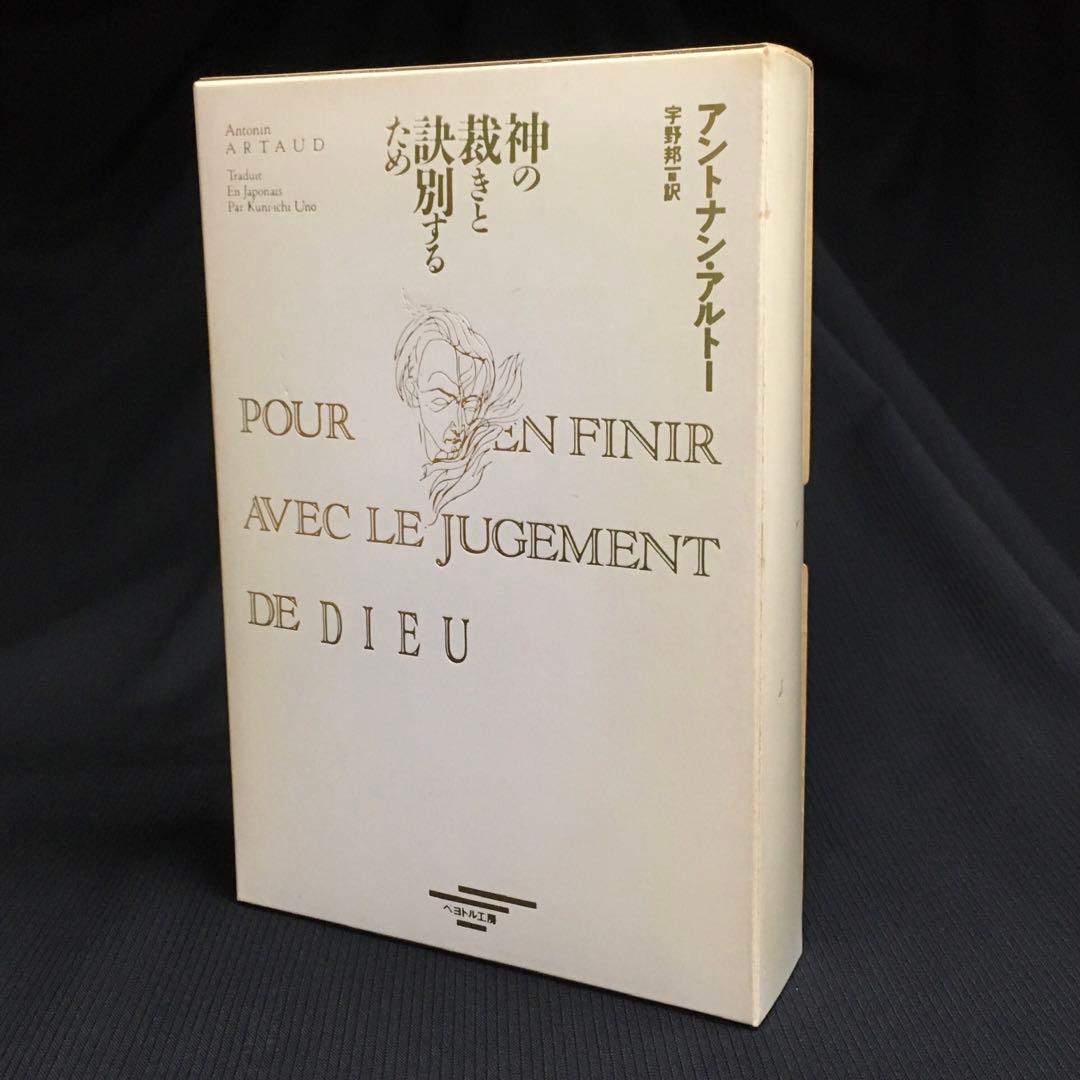 Antonin
ARTAUD
Traduit
En Japonais
Par Kuni-ichi Uno
神の
裁きと
訣別する
ため
アントナン・アルトー
宇野邦一訳
POUR EN FINIR
AVEC LE JUGEMENT
DE DIEU
ペヨトル工房